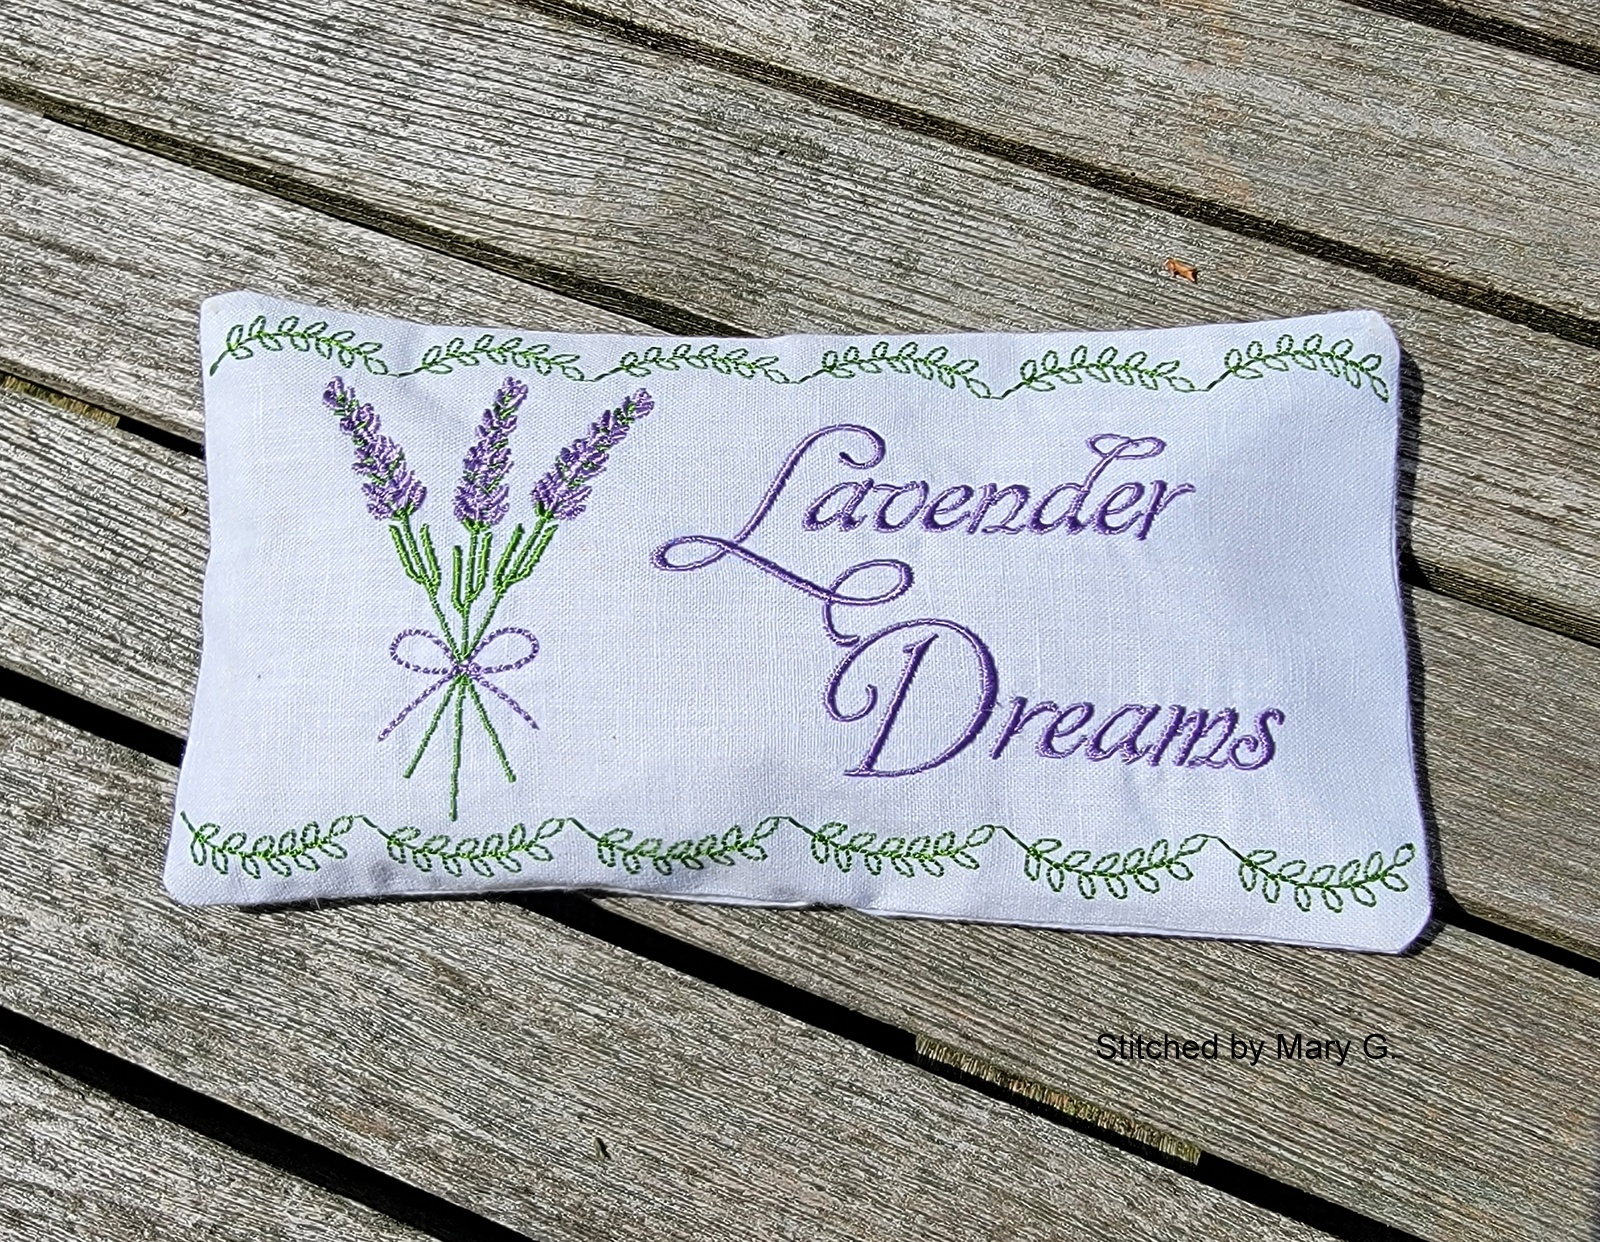 Lavender
Dreams
Stitched by Mary G.